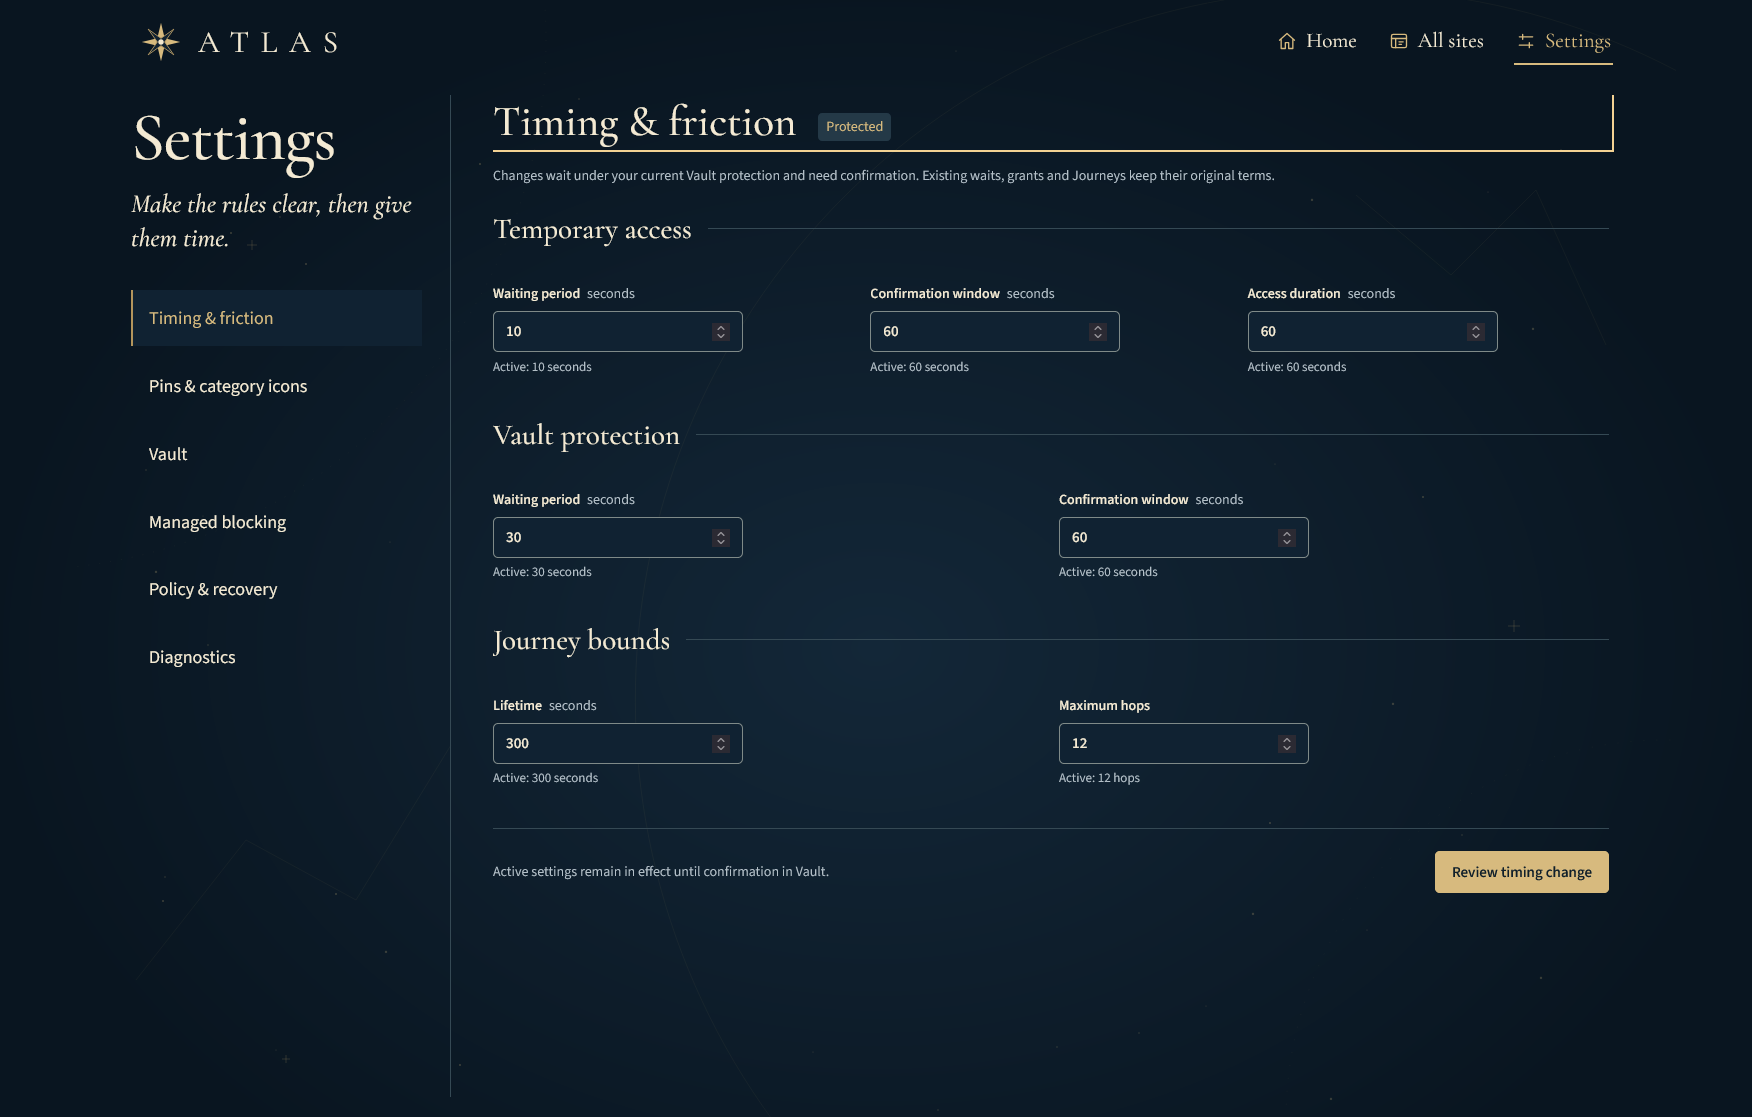 ATLAS
Home
All sites
Settings
Settings
Make the rules clear, then give
them time.
Timing & friction
Pins & category icons
Vault
Managed blocking
Policy & recovery
Diagnostics
Timing & friction Protected
Changes wait under your current Vault protection and need confirmation. Existing waits, grants and Journeys keep their original terms.
Temporary access
Waiting period seconds
10
Active: 10 seconds
Confirmation window seconds
60
Active: 60 seconds
Access duration seconds
60
Active: 60 seconds
Vault protection
Waiting period seconds
30
Active: 30 seconds
Confirmation window seconds
60
Active: 60 seconds
Journey bounds
Lifetime seconds
300
Active: 300 seconds
Maximum hops
12
Active: 12 hops
Active settings remain in effect until confirmation in Vault.
Review timing change